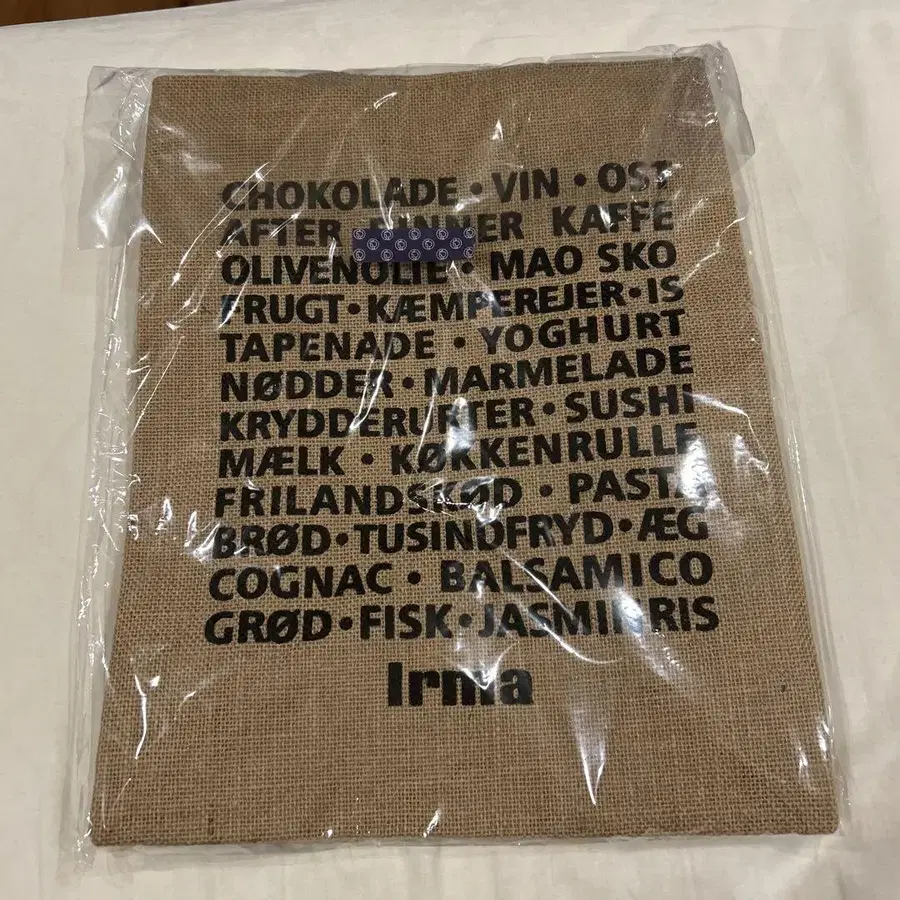 CHOKOLADE • VIN • OST
AFTER DINNER KAFFE
OLIVENOLIE • MAO SKO
FRUGT • KÆMPEREJER • IS
TAPENADE • YOGHURT
NØDDER • MARMELADE
KRYDDERURTER • SUSHI
MÆLK • KØKKENRULLE
FRILANDSKØD • PASTA
BRØD • TUSINDFRYD • ÆG
COGNAC • BALSAMICO
GRØD • FISK • JASMINRIS
Irma